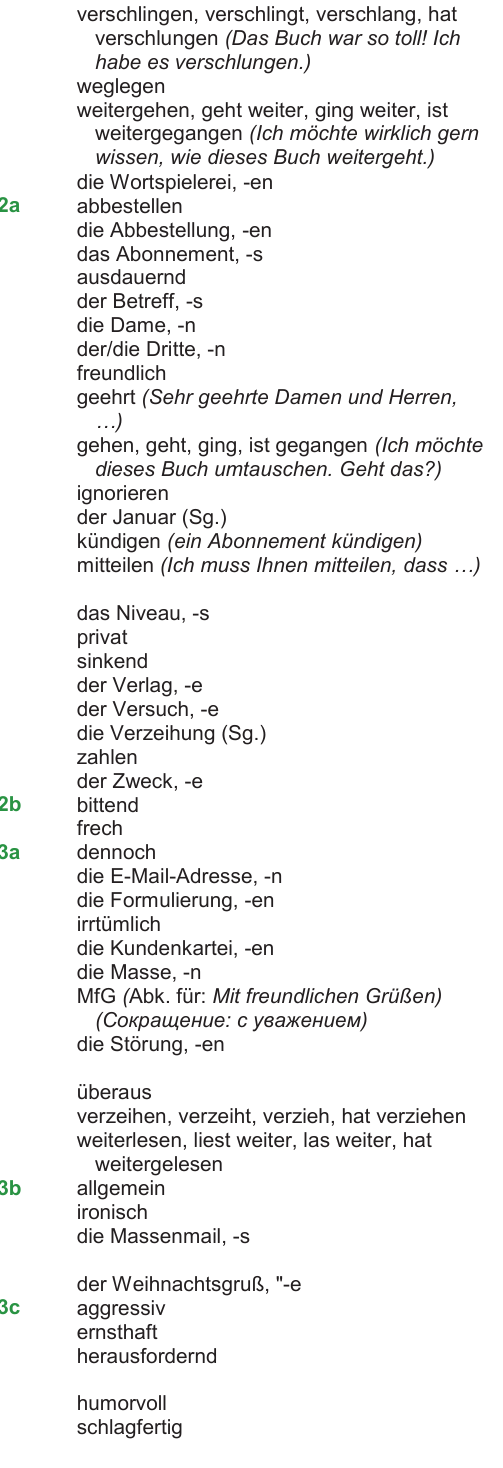 verschlingen, verschlingt, verschlang, hat
verschlungen (Das Buch war so toll! Ich
habe es verschlungen.)
weglegen
weitergehen, geht weiter, ging weiter, ist
weitergegangen (Ich möchte wirklich gern
wissen, wie dieses Buch weitergeht.)
die Wortspielerei, -en
2a abbestellen
die Abbestellung, -en
das Abonnement, -s
ausdauernd
der Betreff, -s
die Dame, -n
der/die Dritte, -n
freundlich
geehrt (Sehr geehrte Damen und Herren,
…)
gehen, geht, ging, ist gegangen (Ich möchte
dieses Buch umtauschen. Geht das?)
ignorieren
der Januar (Sg.)
kündigen (ein Abonnement kündigen)
mitteilen (Ich muss Ihnen mitteilen, dass …)
das Niveau, -s
privat
sinkend
der Verlag, -e
der Versuch, -e
die Verzeihung (Sg.)
zahlen
der Zweck, -e
2b bittend
frech
3a dennoch
die E-Mail-Adresse, -n
die Formulierung, -en
irrtümlich
die Kundenkartei, -en
die Masse, -n
MfG (Abk. für: Mit freundlichen Grüßen)
(Сокращение: с уважением)
die Störung, -en
überaus
verzeihen, verzeiht, verzieh, hat verziehen
weiterlesen, liest weiter, las weiter, hat
weitergelesen
3b allgemein
ironisch
die Massenmail, -s
der Weihnachtsgruß, "-e
3c aggressiv
ernsthaft
herausfordernd
humorvoll
schlagfertig